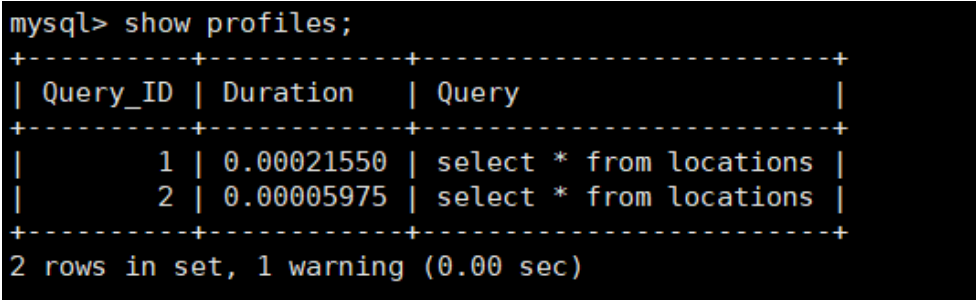 mysql> show profiles;
+----------+------------+-------------------------+
| Query_ID | Duration   | Query                   |
+----------+------------+-------------------------+
|        1 | 0.00021550 | select * from locations |
|        2 | 0.00005975 | select * from locations |
+----------+------------+-------------------------+
2 rows in set, 1 warning (0.00 sec)